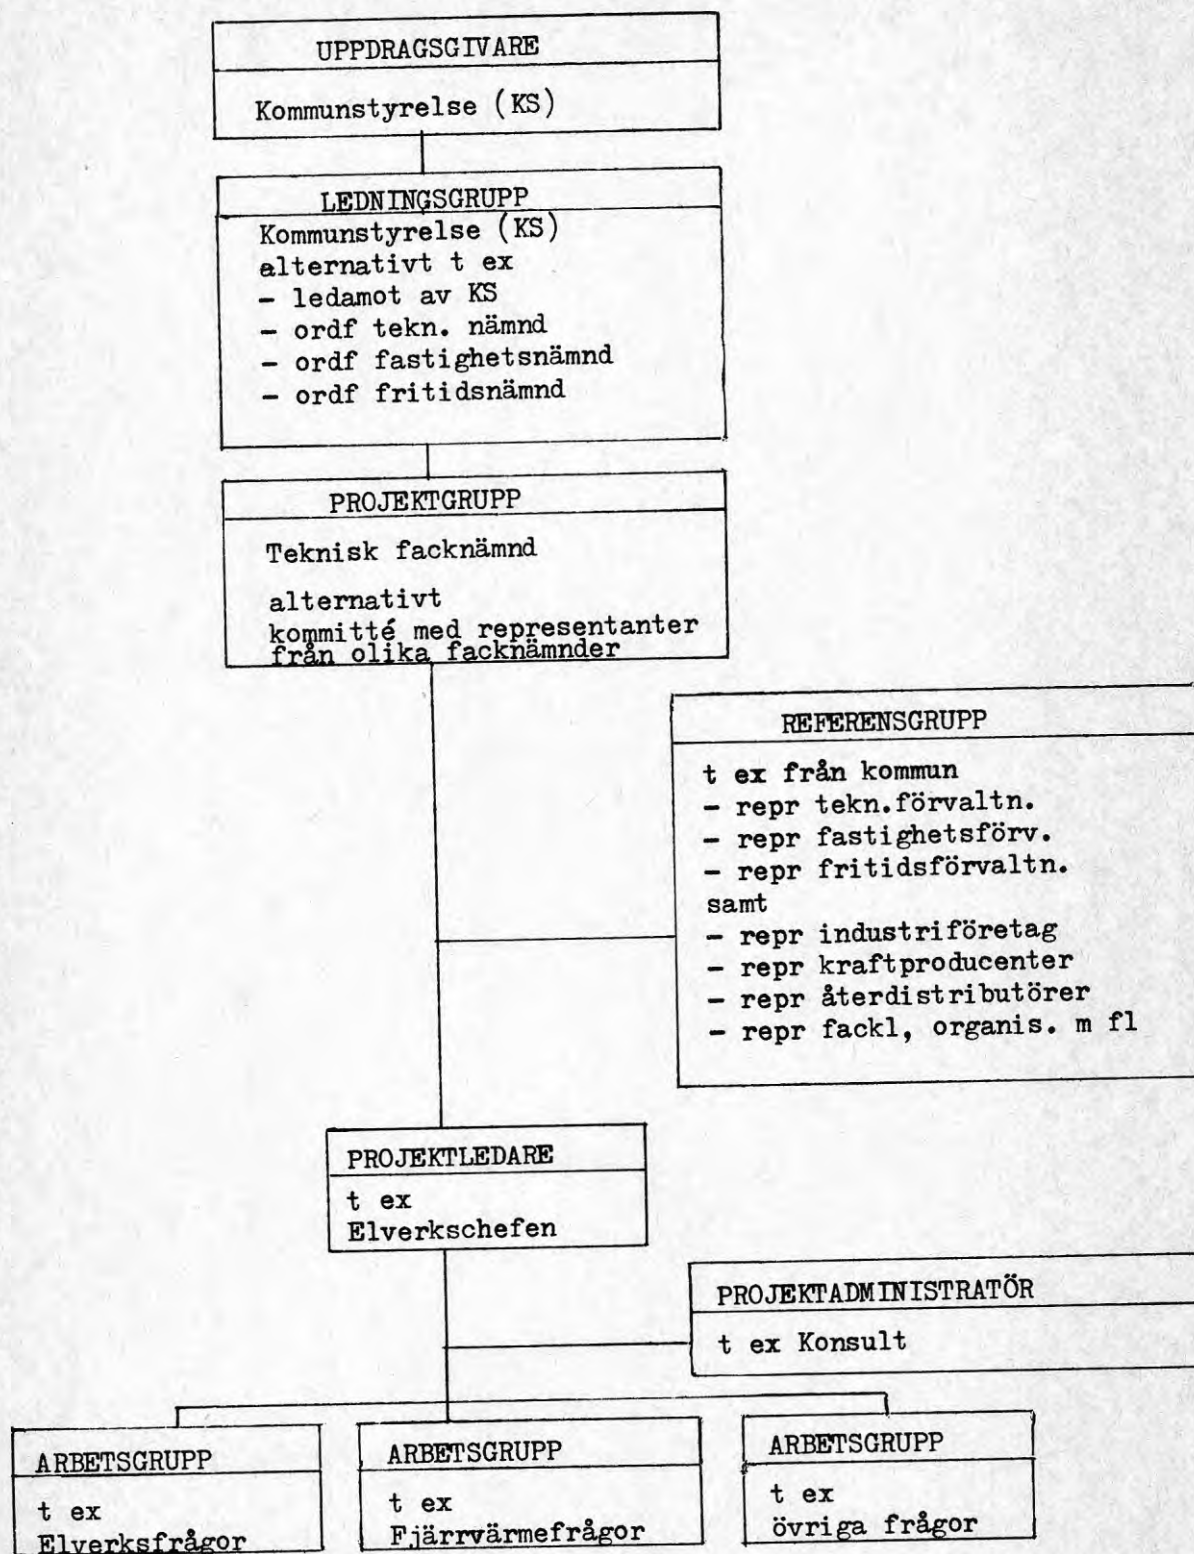 UPPDRAGSGIVARE
Kommunstyrelse (KS)
LEDNINGSGRUPP
Kommunstyrelse (KS)
alternativt t ex
- ledamot av KS
- ordf tekn. nämnd
- ordf fastighetsnämnd
- ordf fritidsnämnd
PROJEKTGRUPP
Teknisk facknämnd
alternativt
kommitté med representanter
från olika facknämnder
REFERENSGRUPP
t ex från kommun
- repr tekn.förvaltn.
- repr fastighetsförv.
- repr fritidsförvaltn.
samt
- repr industriföretag
- repr kraftproducenter
- repr återdistributörer
- repr fackl, organis. m fl
PROJEKTLEDARE
t ex
Elverkschefen
PROJEKTADMINISTRATÖR
t ex Konsult
ARBETSGRUPP
t ex
Elverksfrågor
ARBETSGRUPP
t ex
Fjärrvärmefrågor
ARBETSGRUPP
t ex
övriga frågor